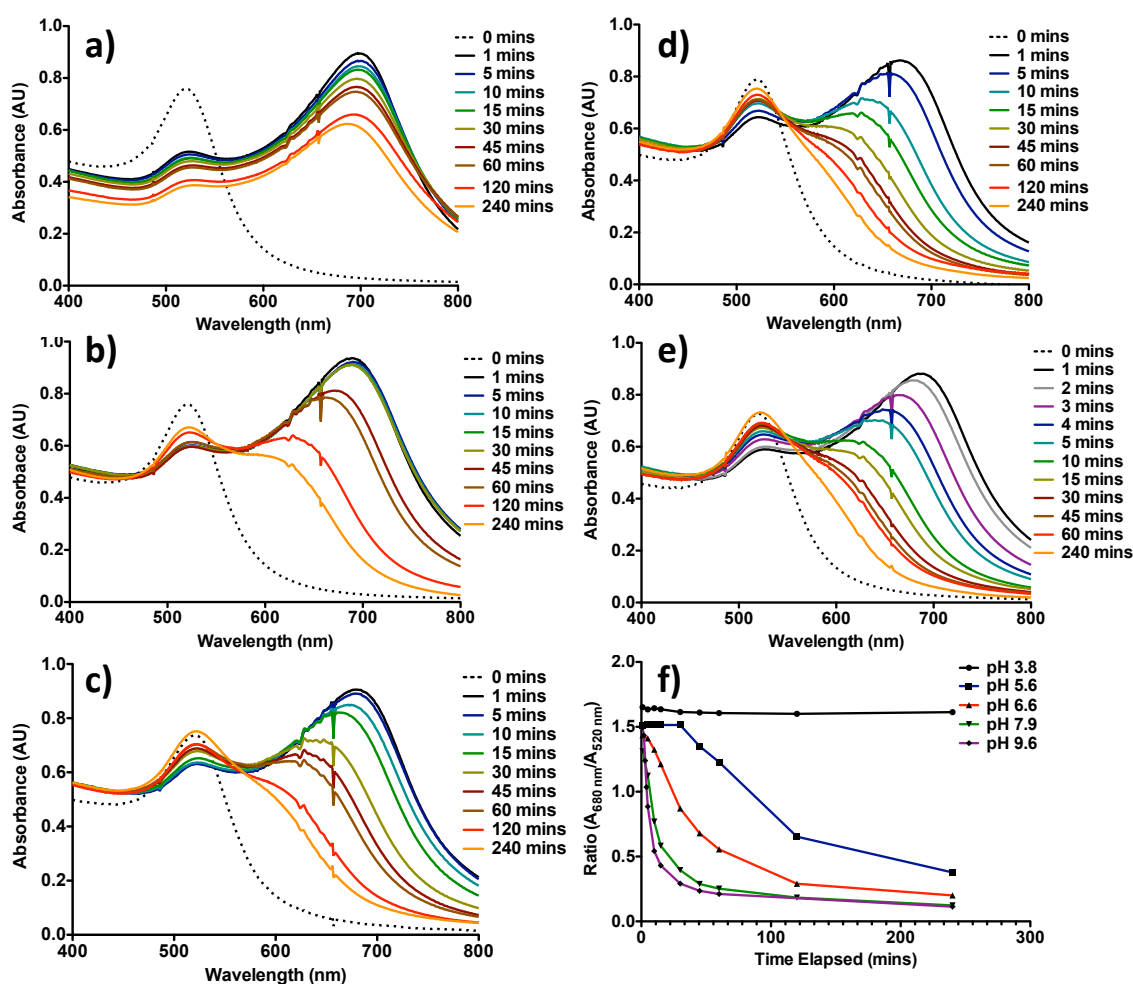 a)
Absorbance (AU)
1.0
0.8
0.6
0.4
0.2
0.0
400 500 600 700 800
Wavelength (nm)
0 mins
1 mins
5 mins
10 mins
15 mins
30 mins
45 mins
60 mins
120 mins
240 mins
d)
Absorbance (AU)
1.0
0.8
0.6
0.4
0.2
0.0
400 500 600 700 800
Wavelength (nm)
0 mins
1 mins
5 mins
10 mins
15 mins
30 mins
45 mins
60 mins
120 mins
240 mins
b)
Absorbace (AU)
1.0
0.8
0.6
0.4
0.2
0.0
400 500 600 700 800
Wavelength (nm)
0 mins
1 mins
5 mins
10 mins
15 mins
30 mins
45 mins
60 mins
120 mins
240 mins
e)
Absorbance (AU)
1.0
0.8
0.6
0.4
0.2
0.0
400 500 600 700 800
Wavelength (nm)
0 mins
1 mins
2 mins
3 mins
4 mins
5 mins
10 mins
15 mins
30 mins
45 mins
60 mins
240 mins
c)
Absorbance (AU)
1.0
0.8
0.6
0.4
0.2
0.0
400 500 600 700 800
Wavelength (nm)
0 mins
1 mins
5 mins
10 mins
15 mins
30 mins
45 mins
60 mins
120 mins
240 mins
f)
Ratio (A680 nm/A520 nm)
2.0
1.5
1.0
0.5
0.0
0 100 200 300
Time Elapsed (mins)
pH 3.8
pH 5.6
pH 6.6
pH 7.9
pH 9.6